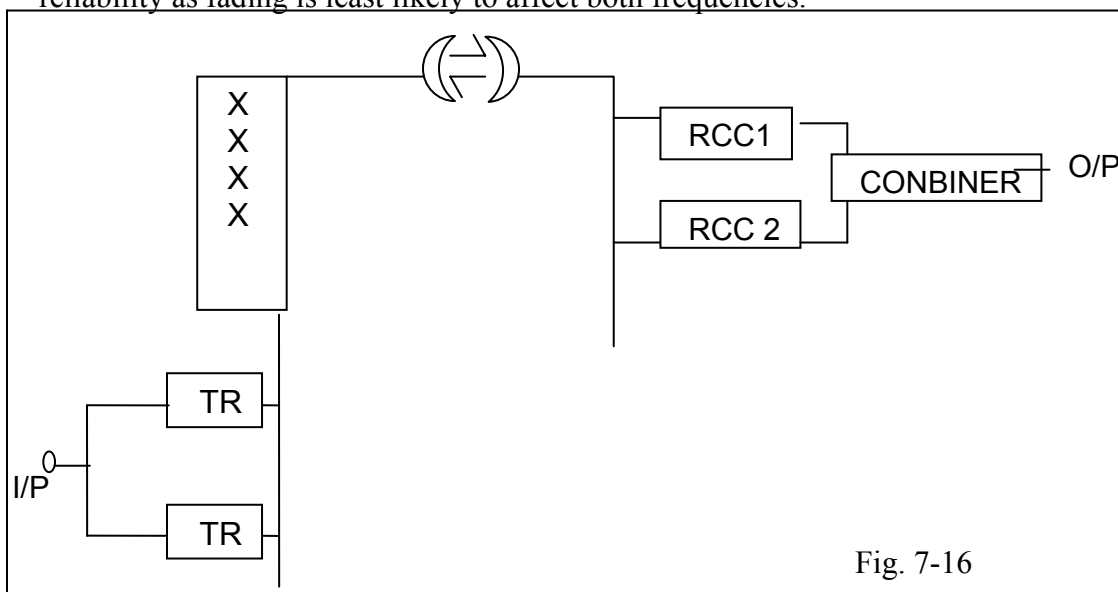 reliability as fading is least likely to affect both frequencies.
X
X
X
X
RCC1
CONBINER
O/P
RCC 2
TR
I/P
TR
Fig. 7-16